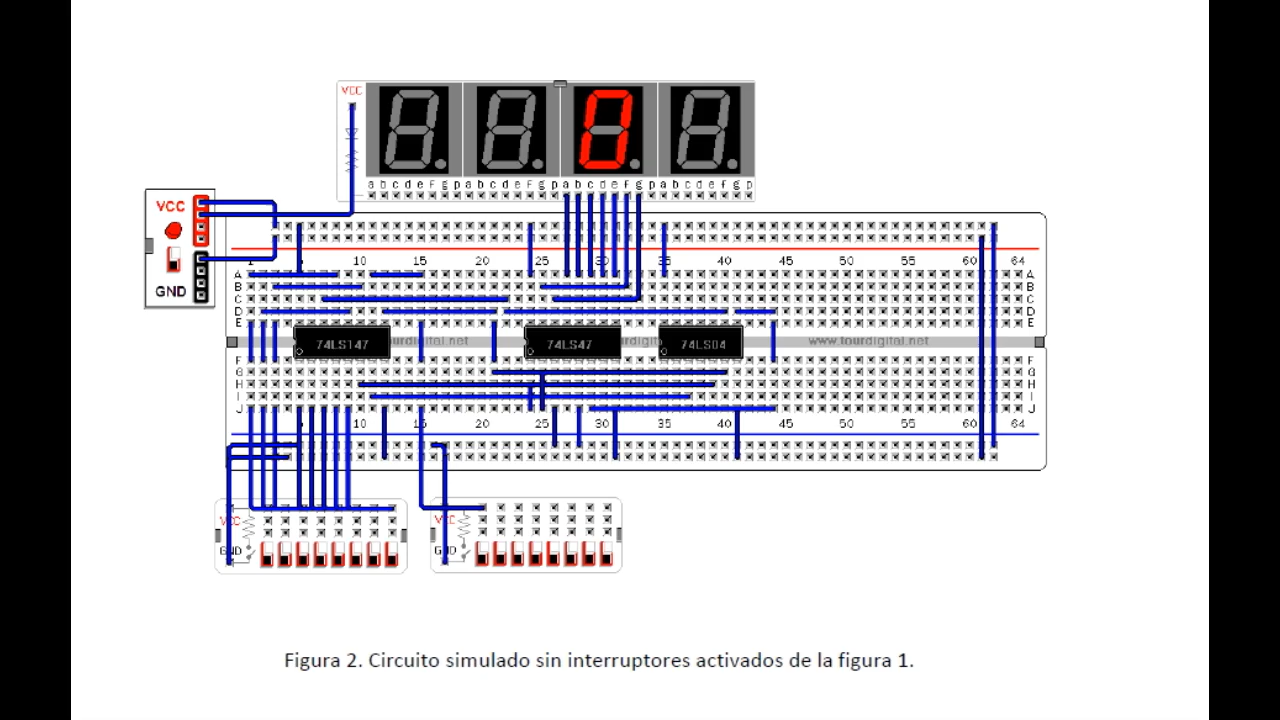 VCC
a b c d e f g p a b c d e f g p a b c d e f g p a b c d e f g p
VCC
GND
1 5 10 15 20 25 30 35 40 45 50 55 60 64
A A
B B
C C
D D
E
74LS147 74LS47 74LS04 www.tourdigital.net
F F
G G
H H
I I
J J
10 15 20 25 30 35 40 45 50 55 60 64
VCC VCC
GND
Figura 2. Circuito simulado sin interruptores activados de la figura 1.